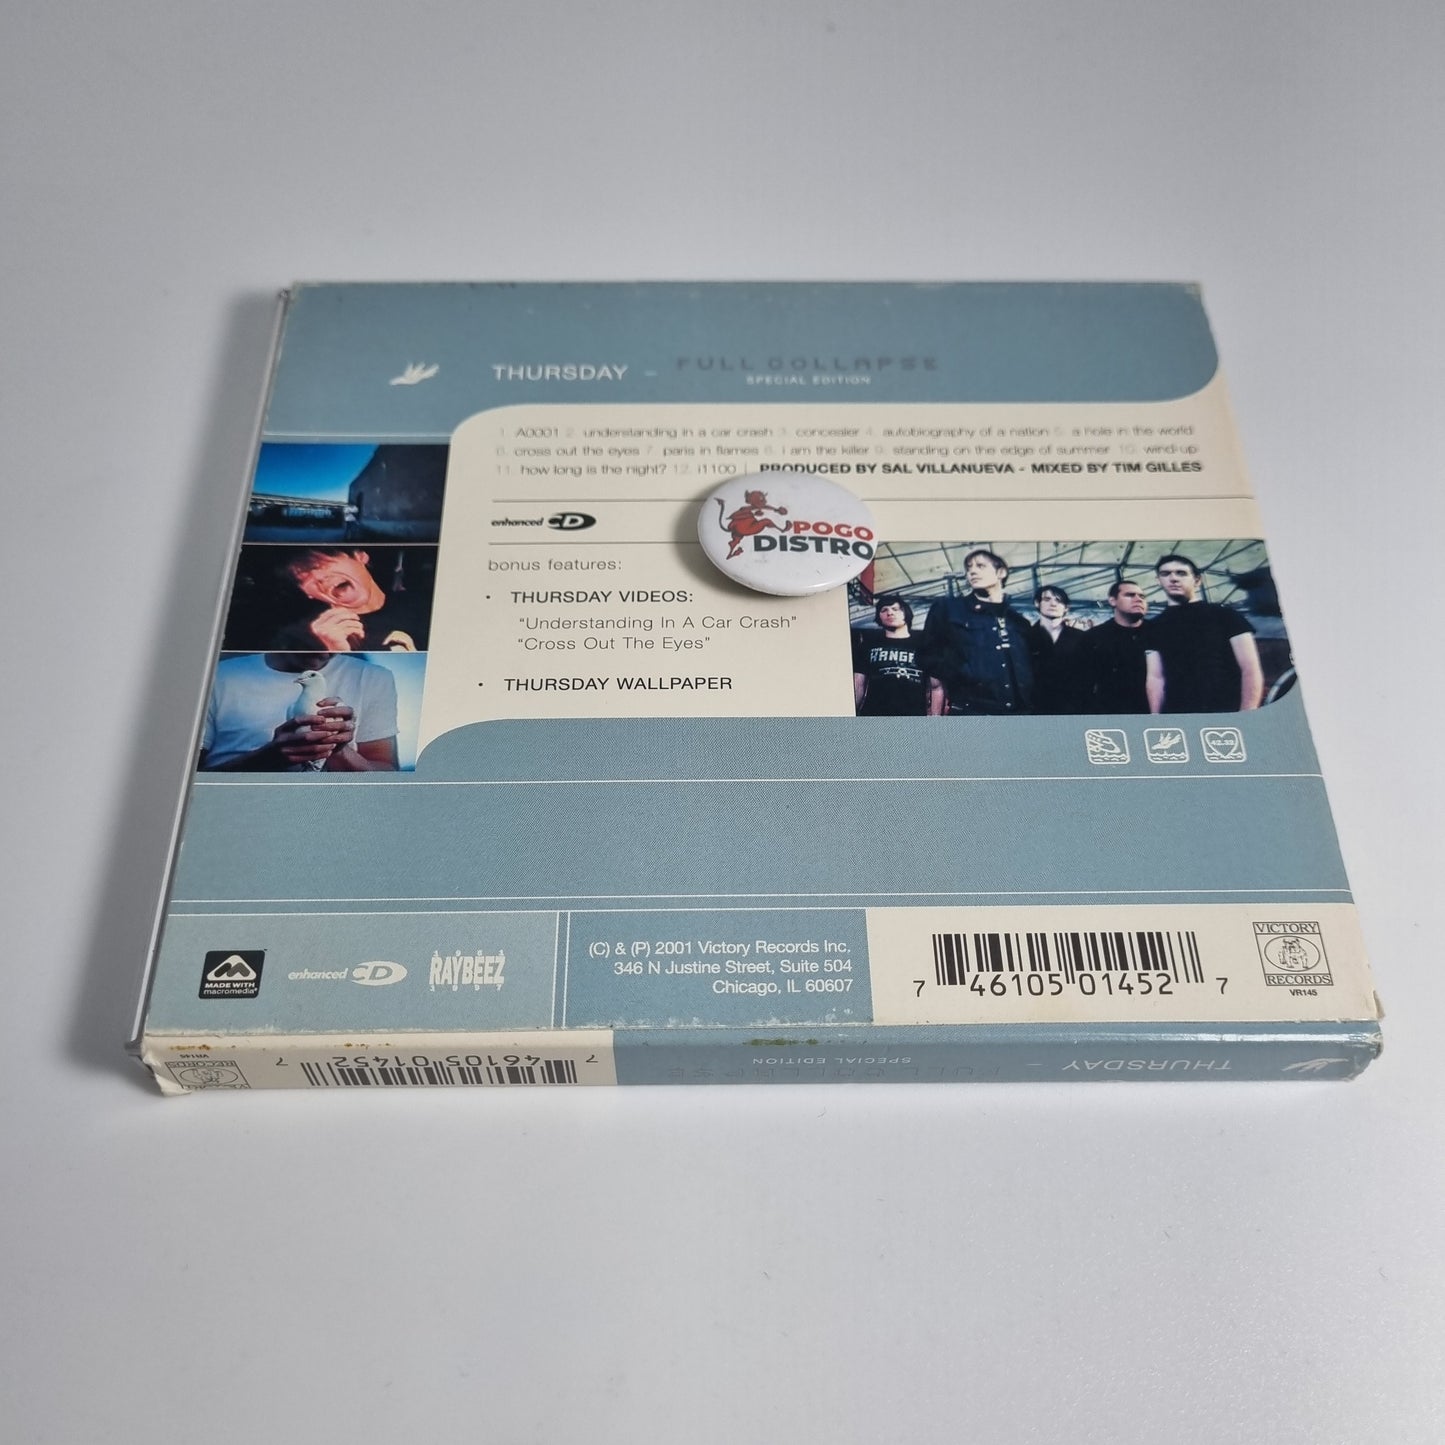 THURSDAY - FULL COLLAPSE
SPECIAL EDITION
1. A0001 2. understanding in a car crash 3. concealer 4. autobiography of a nation 5. a hole in the world
6. cross out the eyes 7. paris in flames 8. i am the killer 9. standing on the edge of summer 10. wind-up
11. how long is the night? 12. i1100 | PRODUCED BY SAL VILLANUEVA - MIXED BY TIM GILLES
enhanced CD
POGO
DISTRO
bonus features:
• THURSDAY VIDEOS:
“Understanding In A Car Crash”
“Cross Out The Eyes”
• THURSDAY WALLPAPER
MADE WITH
macromedia®
enhanced CD
1961
RAYBEEZ
1997
(C) & (P) 2001 Victory Records Inc.
346 N Justine Street, Suite 504
Chicago, IL 60607
7 46105 01452 7
VICTORY
RECORDS
VR145
VICTORY
RECORDS
VR145
7 46105 01452 7
THURSDAY - FULL COLLAPSE
SPECIAL EDITION